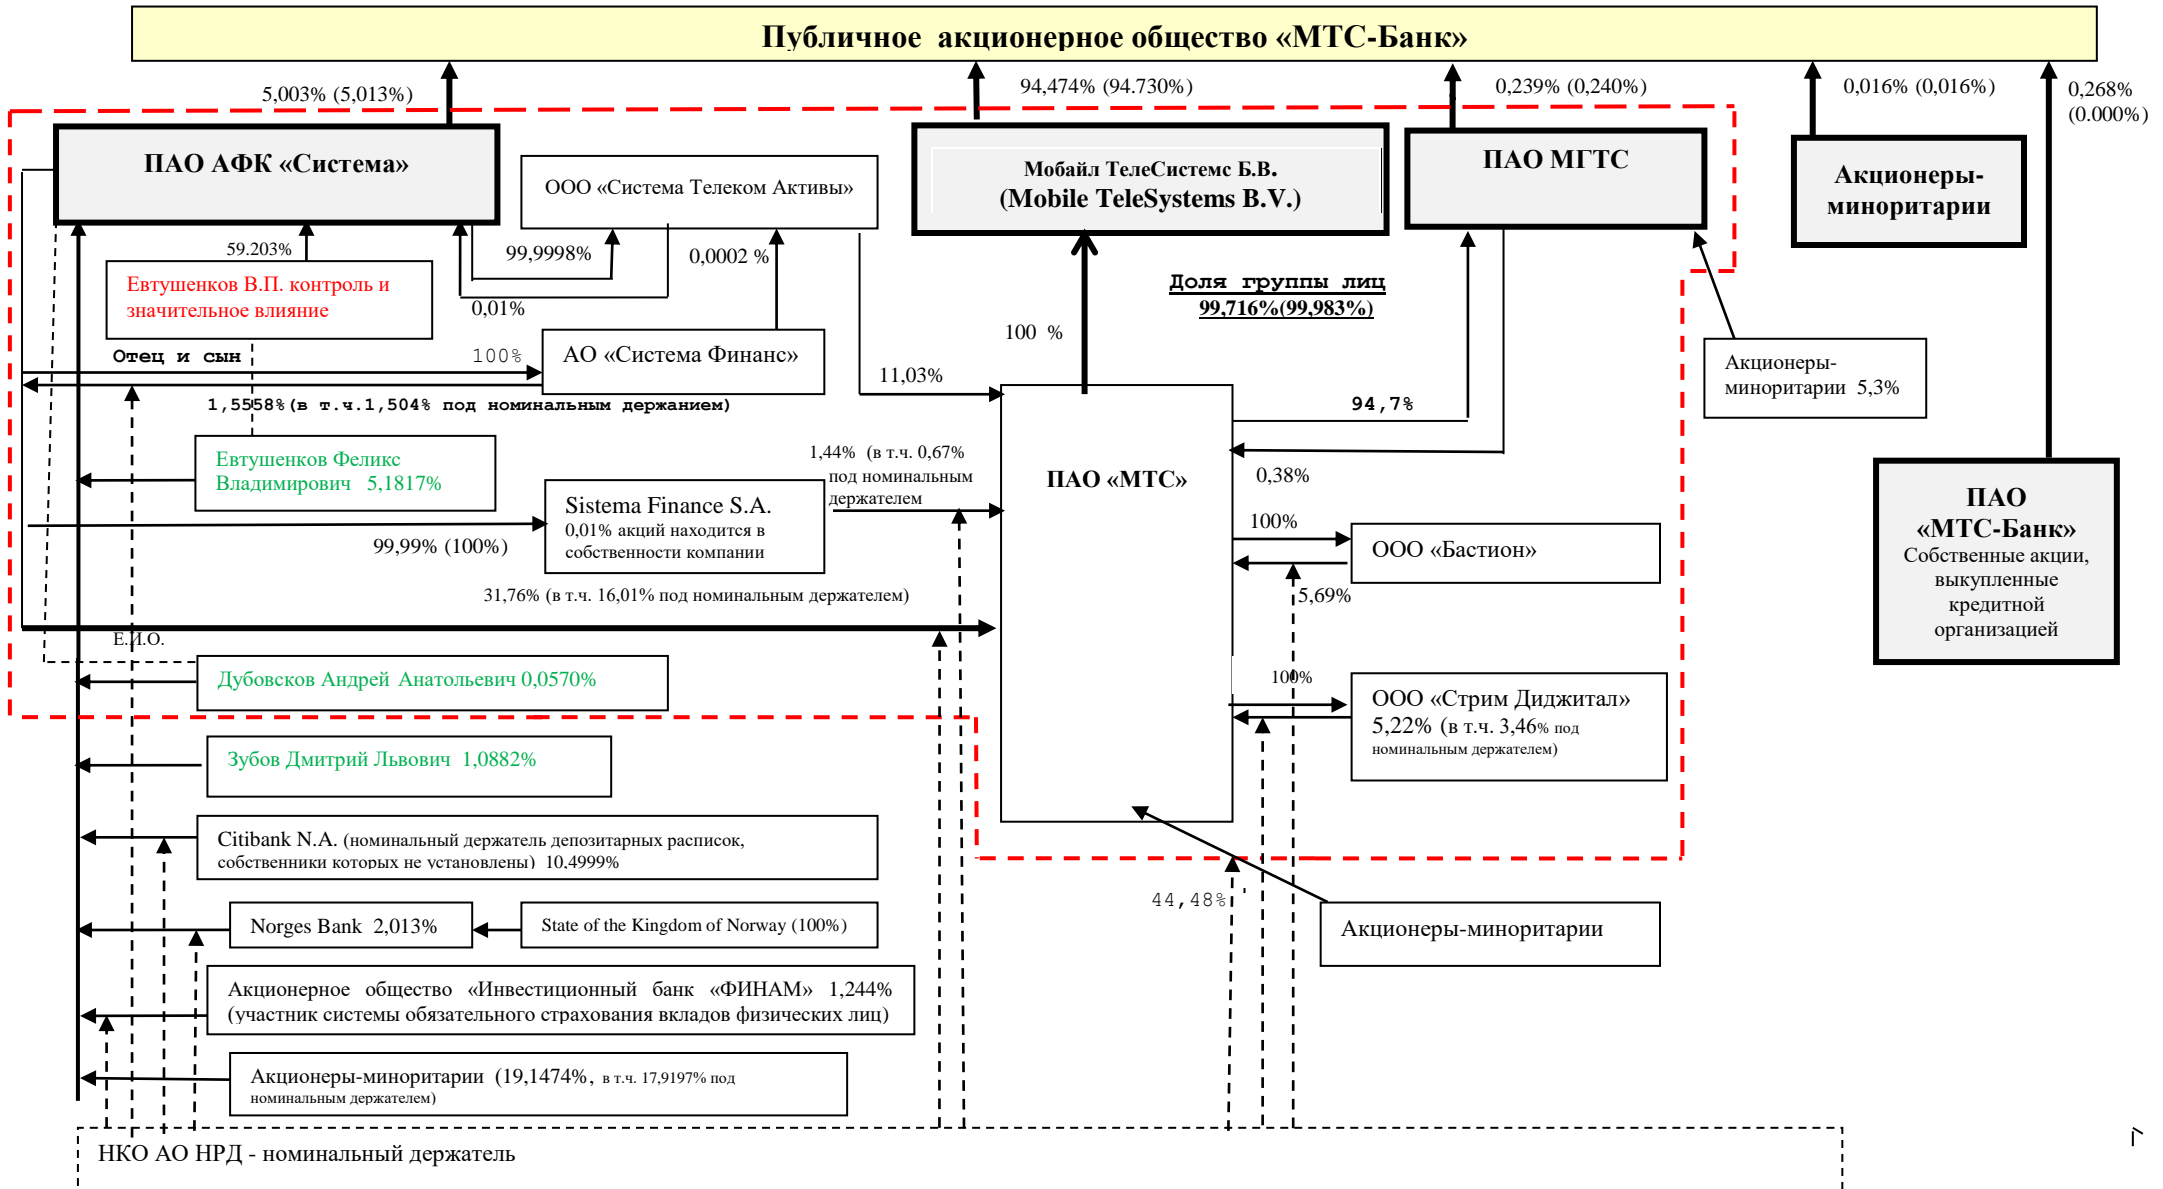 Публичное акционерное общество «МТС-Банк»
5,003% (5,013%)
94,474% (94.730%)
0,239% (0,240%)
0,016% (0,016%)
0,268%
(0.000%)
ПАО АФК «Система»
ООО «Система Телеком Активы»
Мобайл ТелеСистемс Б.В.
(Mobile TeleSystems B.V.)
ПАО МГТС
Акционеры-
миноритарии
59.203%
99,9998%
0,0002 %
Евтушенков В.П. контроль и
значительное влияние
0,01%
Доля группы лиц
99,716%(99,983%)
100 %
Отец и сын
100%
АО «Система Финанс»
Акционеры-
миноритарии 5,3%
11,03%
1,5558%(в т.ч.1,504% под номинальным держанием)
94,7%
Евтушенков Феликс
Владимирович 5,1817%
1,44% (в т.ч. 0,67%
под номинальным
держателем
ПАО «МТС»
0,38%
Sistema Finance S.A.
0,01% акций находится в
собственности компании
99,99% (100%)
100%
ООО «Бастион»
5,69%
ПАО
«МТС-Банк»
Собственные акции,
выкупленные
кредитной
организацией
31,76% (в т.ч. 16,01% под номинальным держателем)
Е.И.О.
Дубовсков Андрей Анатольевич 0,0570%
100%
ООО «Стрим Диджитал»
5,22% (в т.ч. 3,46% под
номинальным держателем)
Зубов Дмитрий Львович 1,0882%
Citibank N.A. (номинальный держатель депозитарных расписок,
собственники которых не установлены) 10,4999%
44,48%
Norges Bank 2,013%
State of the Kingdom of Norway (100%)
Акционеры-миноритарии
Акционерное общество «Инвестиционный банк «ФИНАМ» 1,244%
(участник системы обязательного страхования вкладов физических лиц)
Акционеры-миноритарии (19,1474%, в т.ч. 17,9197% под
номинальным держателем)
НКО АО НРД - номинальный держатель